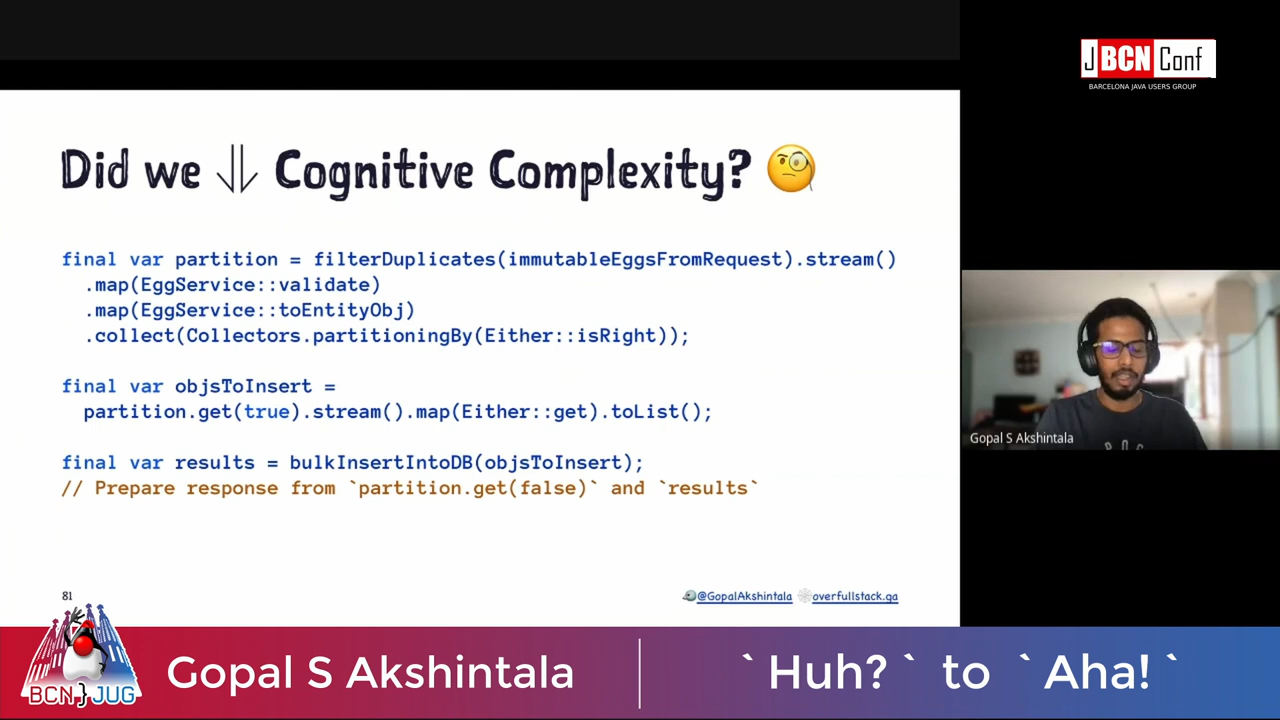 J BCN Conf
BARCELONA JAVA USERS GROUP
Did we ⇓ Cognitive Complexity? 🧐
final var partition = filterDuplicates(immutableEggsFromRequest).stream()
.map(EggService::validate)
.map(EggService::toEntityObj)
.collect(Collectors.partitioningBy(Either::isRight));
final var objsToInsert =
partition.get(true).stream().map(Either::get).toList();
final var results = bulkInsertIntoDB(objsToInsert);
// Prepare response from `partition.get(false)` and `results`
81
@GopalAkshintala overfullstack.ga
Gopal S Akshintala
BCN}JUG
Gopal S Akshintala
`Huh?` to `Aha!`